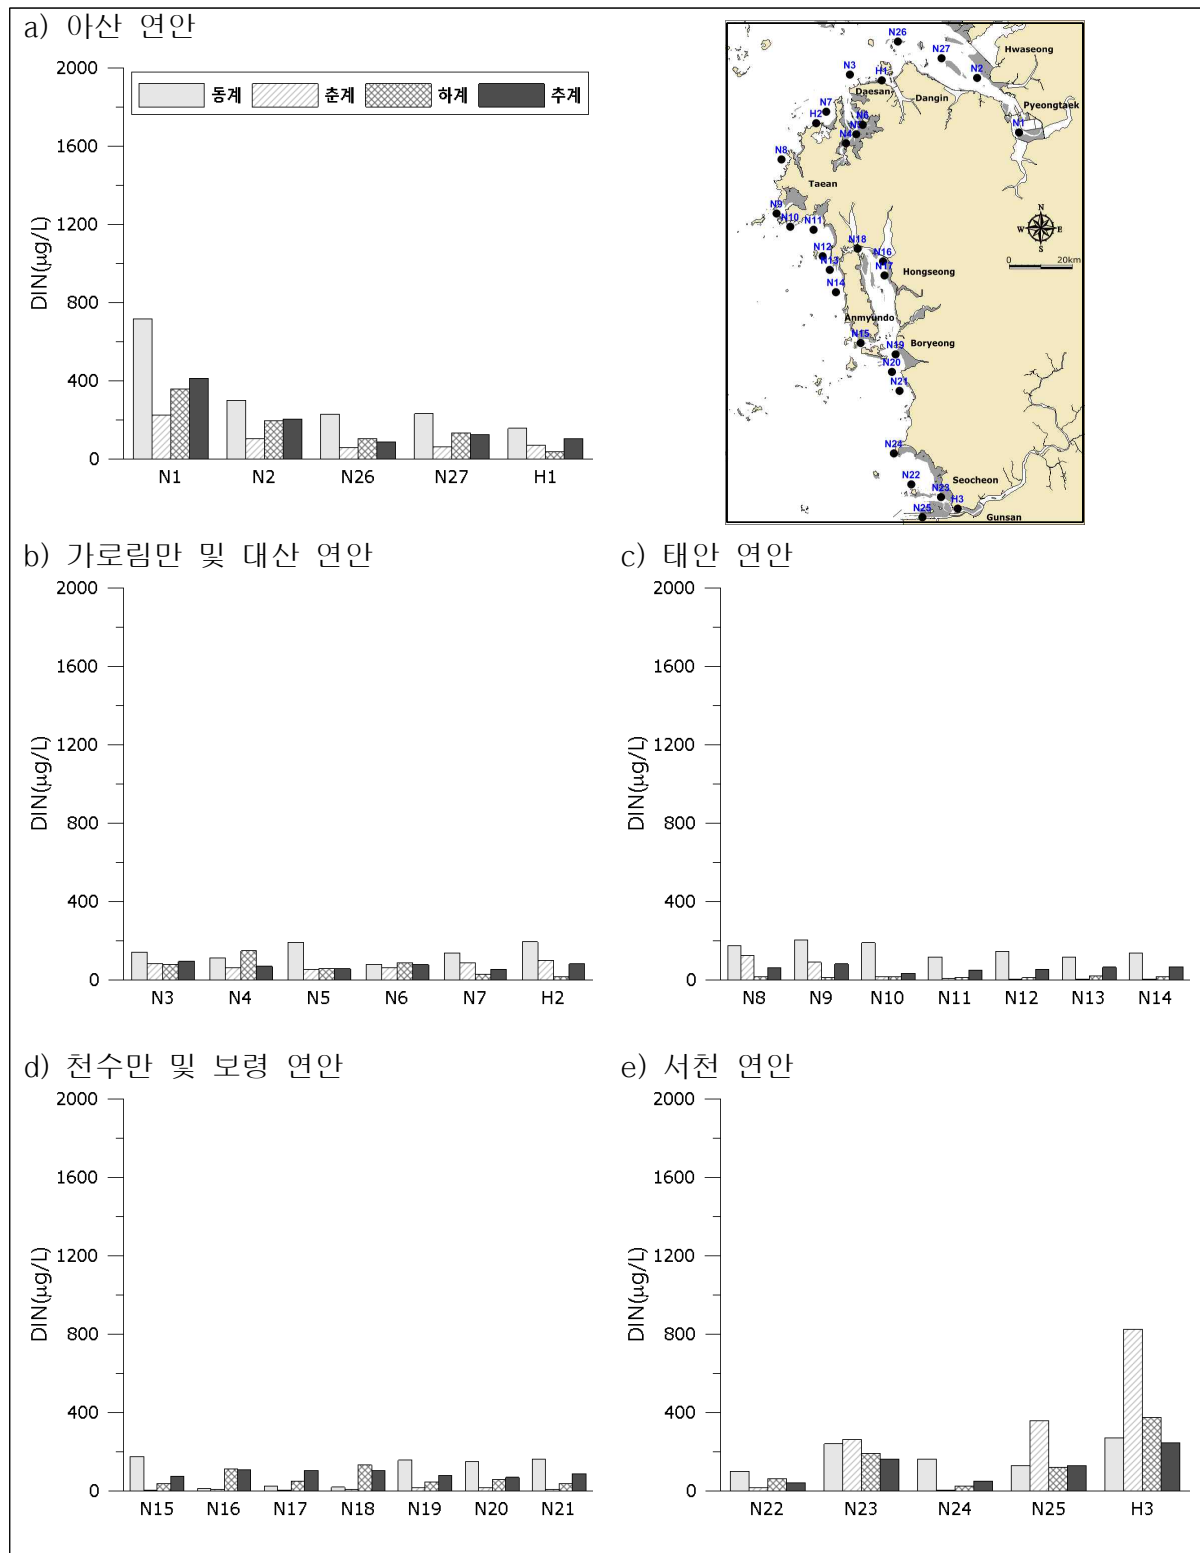 a) 아산 연안
2000
1600
1200
800
400
0
DIN(μg/L)
동계 춘계 하계 추계
N1 N2 N26 N27 H1
N26
N27
Hwaseong
N3
H1
N2
Daesan
Dangin
N7
H2
N6
Pyeongtaek
N1
N4
N8
Taean
N9
N10
N11
N
W E
S
N18
N12
N16
N13
N17
Hongseong
0 20km
N14
Anmyundo
N15
N19
Boryeong
N20
N21
N24
N22
Seocheon
N23
H3
N25
Gunsan
b) 가로림만 및 대산 연안
2000
1600
1200
800
400
0
DIN(μg/L)
N3 N4 N5 N6 N7 H2
c) 태안 연안
2000
1600
1200
800
400
0
DIN(μg/L)
N8 N9 N10 N11 N12 N13 N14
d) 천수만 및 보령 연안
2000
1600
1200
800
400
0
DIN(μg/L)
N15 N16 N17 N18 N19 N20 N21
e) 서천 연안
2000
1600
1200
800
400
0
DIN(μg/L)
N22 N23 N24 N25 H3